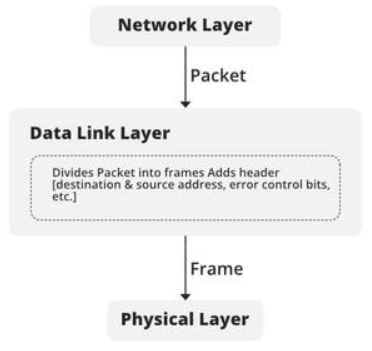 Network Layer
Packet
Data Link Layer
Divides Packet into frames Adds header
[destination & source address, error control bits,
etc.]
Frame
Physical Layer